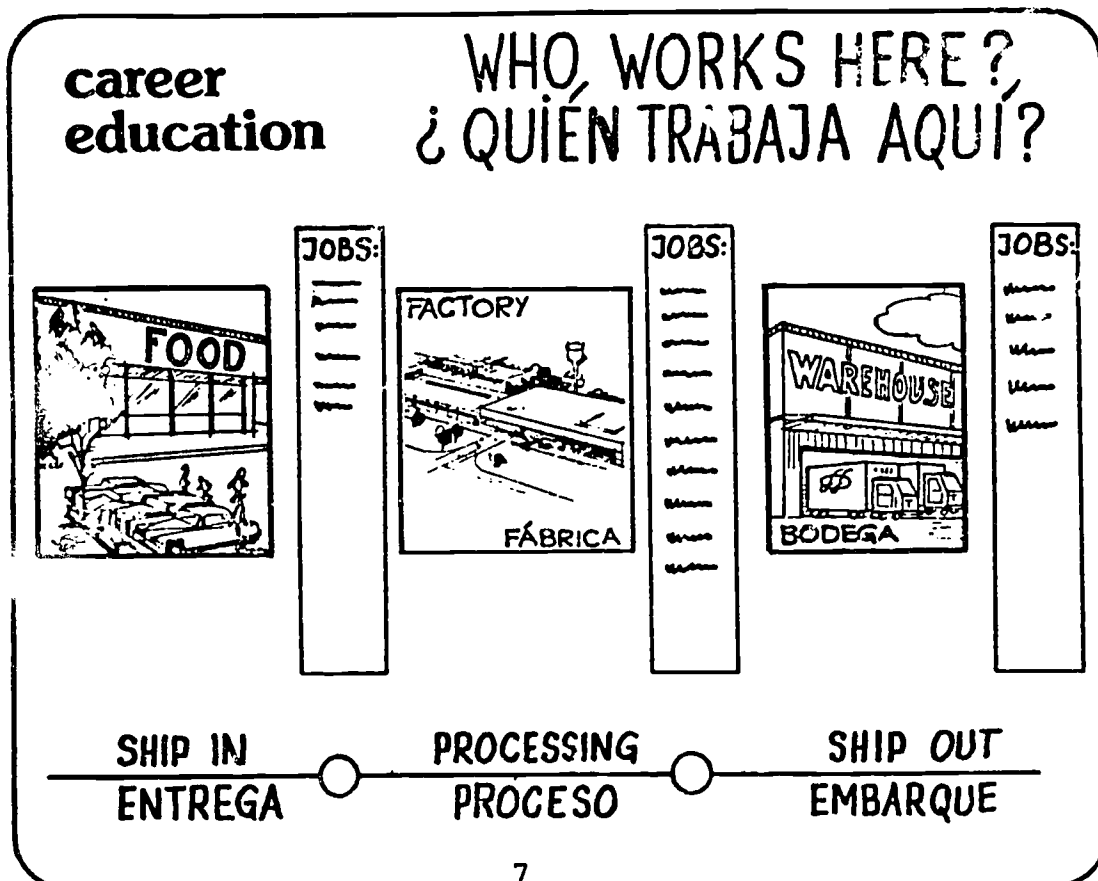 career
education
WHO WORKS HERE?
¿QUIÉN TRABAJA AQUÍ?
JOBS:
FOOD
JOBS:
FACTORY
FÁBRICA
JOBS:
WAREHOUSE
BODEGA
SHIP IN
ENTREGA
PROCESSING
PROCESO
SHIP OUT
EMBARQUE
7